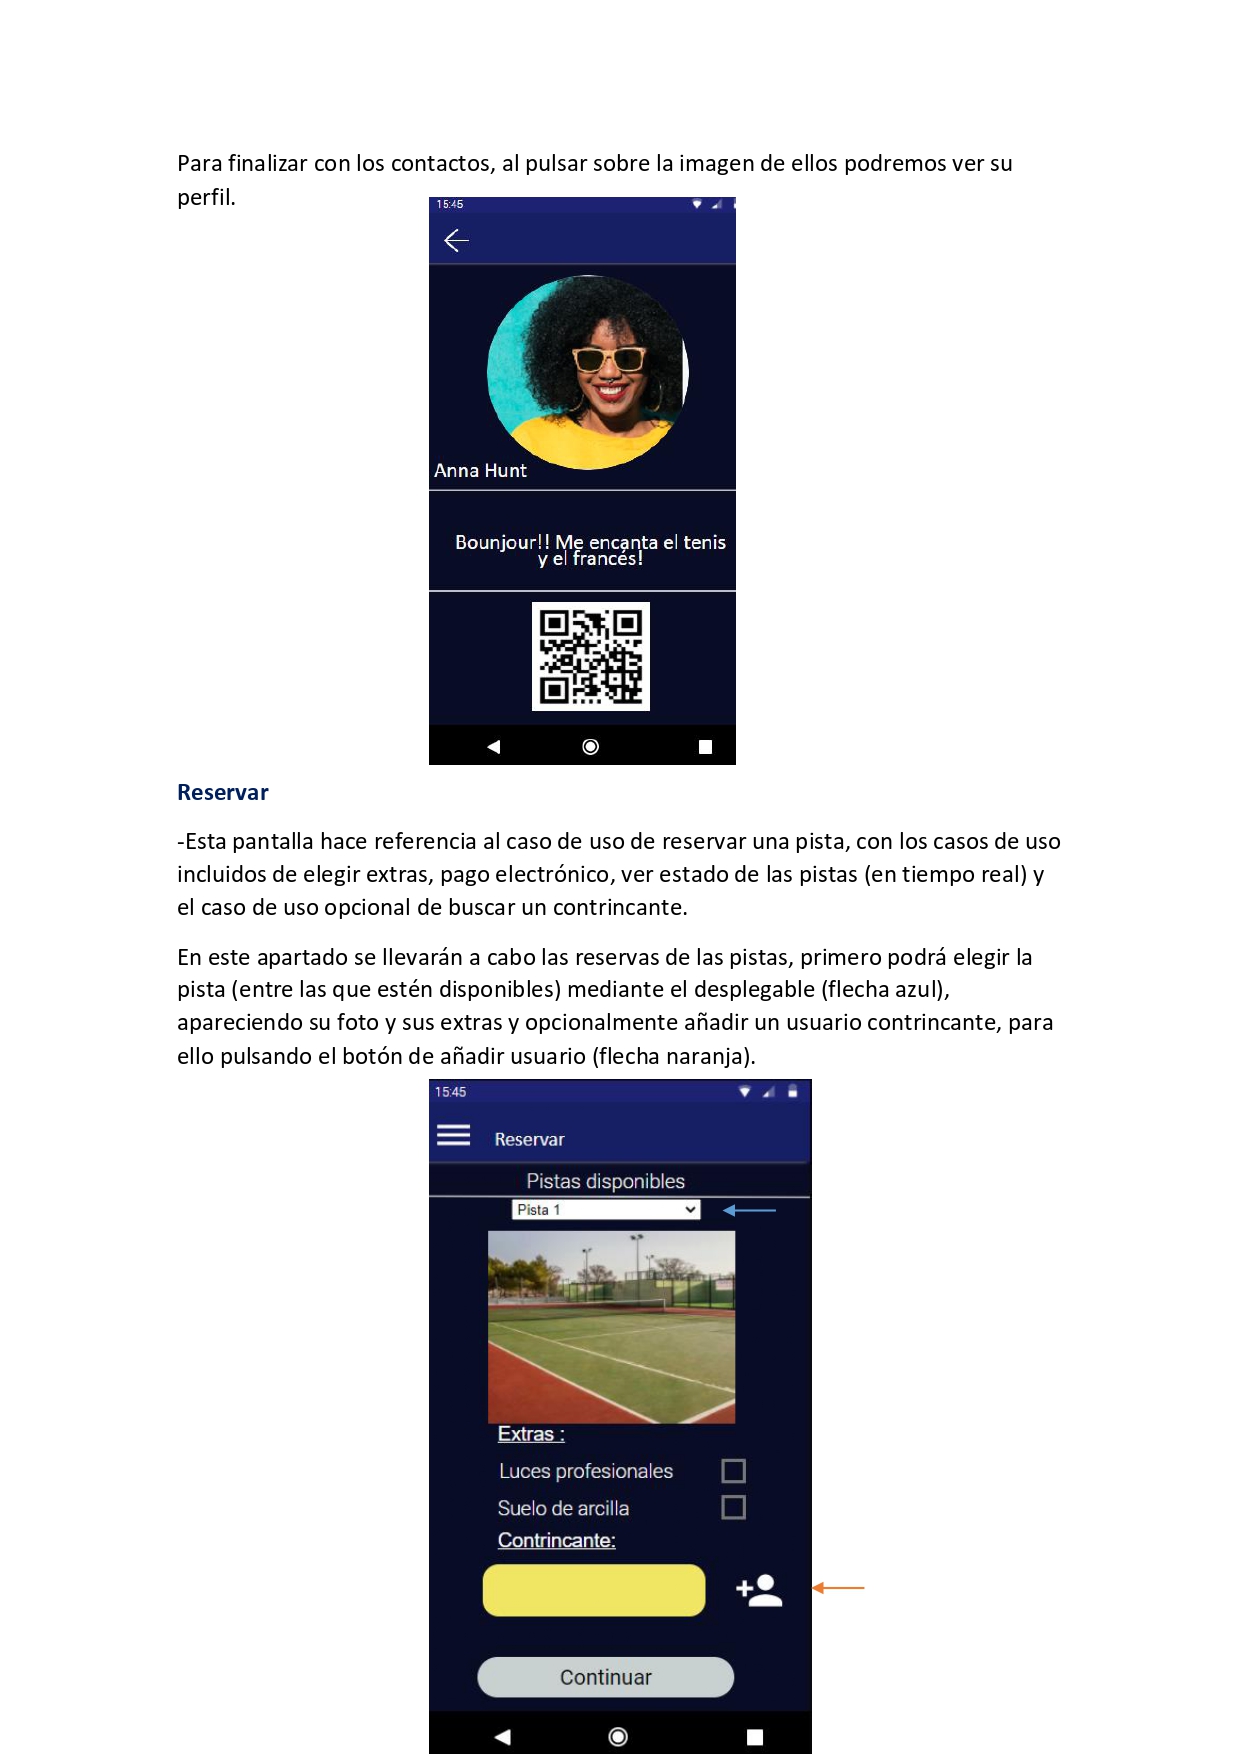 Para finalizar con los contactos, al pulsar sobre la imagen de ellos podremos ver su
perfil.
15:45
Anna Hunt
Bounjour!! Me encanta el tenis
y el francés!
Reservar
-Esta pantalla hace referencia al caso de uso de reservar una pista, con los casos de uso
incluidos de elegir extras, pago electrónico, ver estado de las pistas (en tiempo real) y
el caso de uso opcional de buscar un contrincante.
En este apartado se llevarán a cabo las reservas de las pistas, primero podrá elegir la
pista (entre las que estén disponibles) mediante el desplegable (flecha azul),
apareciendo su foto y sus extras y opcionalmente añadir un usuario contrincante, para
ello pulsando el botón de añadir usuario (flecha naranja).
15:45
Reservar
Pistas disponibles
Pista 1
Extras :
Luces profesionales
Suelo de arcilla
Contrincante:
Continuar